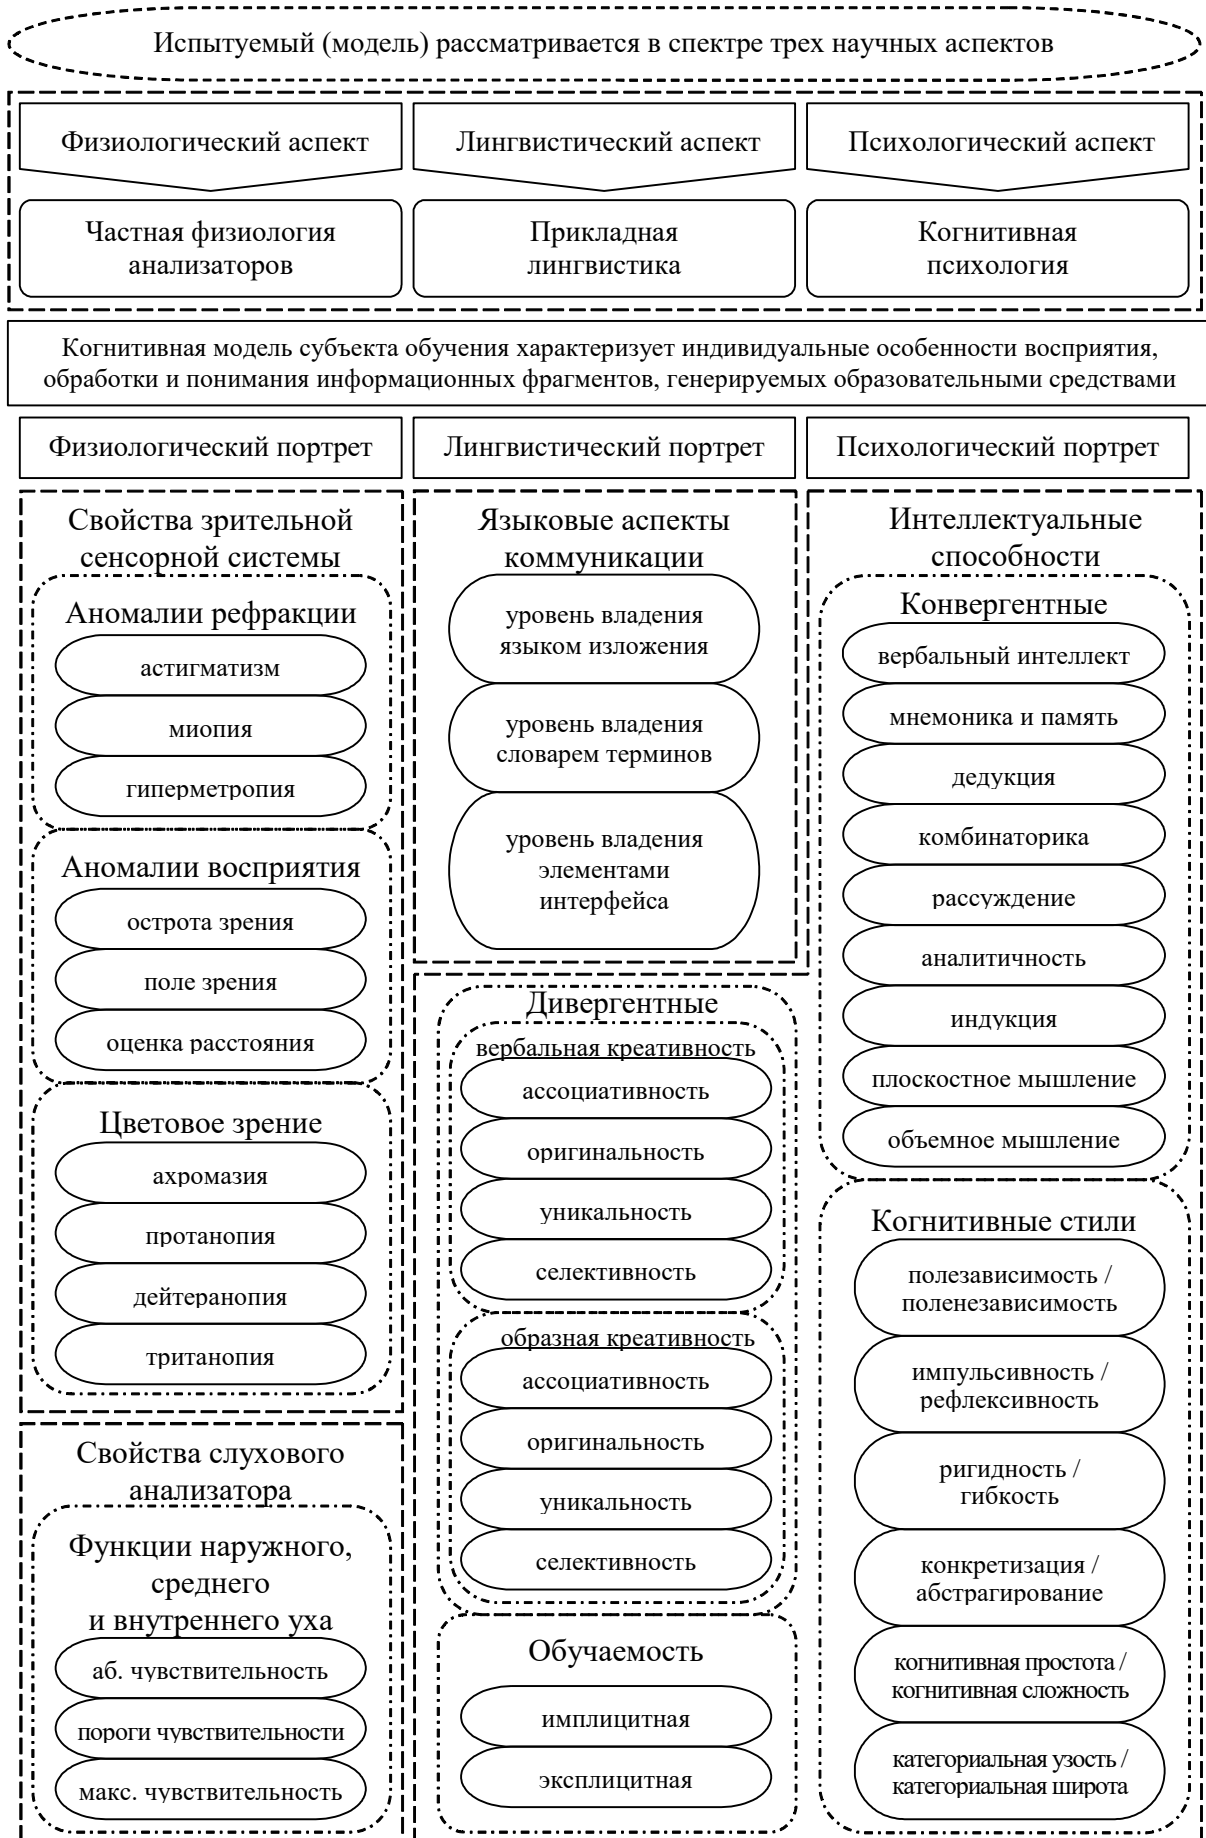 Испытуемый (модель) рассматривается в спектре трех научных аспектов
Физиологический аспект
Лингвистический аспект
Психологический аспект
Частная физиология
анализаторов
Прикладная
лингвистика
Когнитивная
психология
Когнитивная модель субъекта обучения характеризует индивидуальные особенности восприятия,
обработки и понимания информационных фрагментов, генерируемых образовательными средствами
Физиологический портрет
Лингвистический портрет
Психологический портрет
Свойства зрительной
сенсорной системы
Аномалии рефракции
астигматизм
миопия
гиперметропия
Аномалии восприятия
острота зрения
поле зрения
оценка расстояния
Цветовое зрение
ахромазия
протанопия
дейтеранопия
тританопия
Свойства слухового
анализатора
Функции наружного,
среднего
и внутреннего уха
аб. чувствительность
пороги чувствительности
макс. чувствительность
Языковые аспекты
коммуникации
уровень владения
языком изложения
уровень владения
словарем терминов
уровень владения
элементами
интерфейса
Дивергентные
вербальная креативность
ассоциативность
оригинальность
уникальность
селективность
образная креативность
ассоциативность
оригинальность
уникальность
селективность
Обучаемость
имплицитная
эксплицитная
Интеллектуальные
способности
Конвергентные
вербальный интеллект
мнемоника и память
дедукция
комбинаторика
рассуждение
аналитичность
индукция
плоскостное мышление
объемное мышление
Когнитивные стили
полезависимость /
поленезависимость
импульсивность /
рефлексивность
ригидность /
гибкость
конкретизация /
абстрагирование
когнитивная простота /
когнитивная сложность
категориальная узость /
категориальная широта